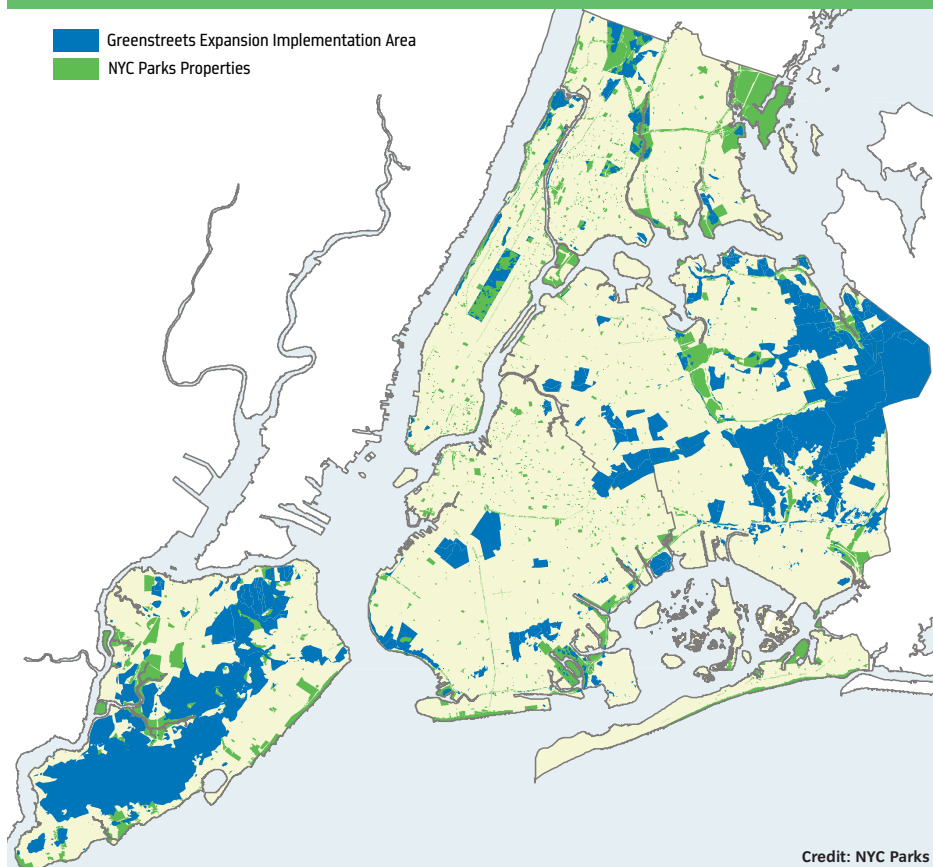 Greenstreets Expansion Implementation Area
NYC Parks Properties
Credit: NYC Parks